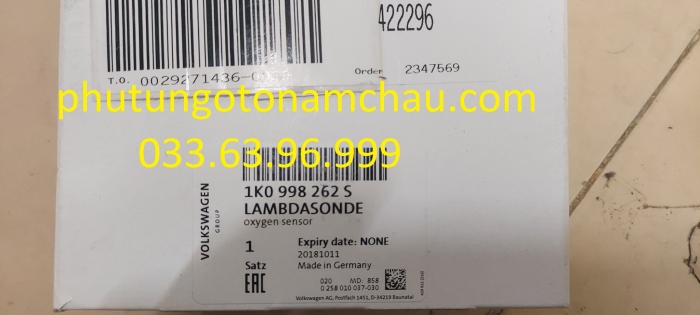 422296
T.O. 0029271436-0
Order 2347569
phutungotonamchau.com
033.63.96.999
VOLKSWAGEN
GROUP
1K0 998 262 S
LAMBDASONDE
oxygen sensor
1 Expiry date: NONE
20181011
Satz Made in Germany
EAC
020 MD. 858
0 258 010 037-030
Volkswagen AG, Postfach 1451, D-34219 Baunatal